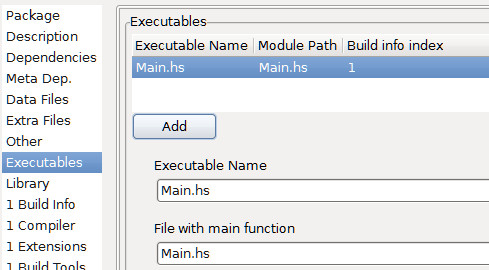 Package
Description
Dependencies
Meta Dep.
Data Files
Extra Files
Other
Executables
Library
1 Build Info
1 Compiler
1 Extensions
1 Build Tools
Executables
Executable Name Module Path Build info index
Main.hs Main.hs 1
Add
Executable Name
Main.hs
File with main function
Main.hs